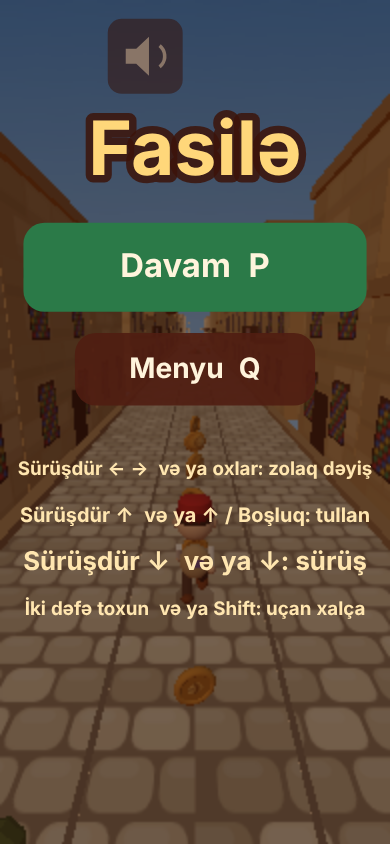 Fasilə
Davam P
Menyu Q
Sürüşdür ← → və ya oxlar: zolaq dəyiş
Sürüşdür ↑ və ya ↑ / Boşluq: tullan
Sürüşdür ↓ və ya ↓: sürüş
İki dəfə toxun və ya Shift: uçan xalça